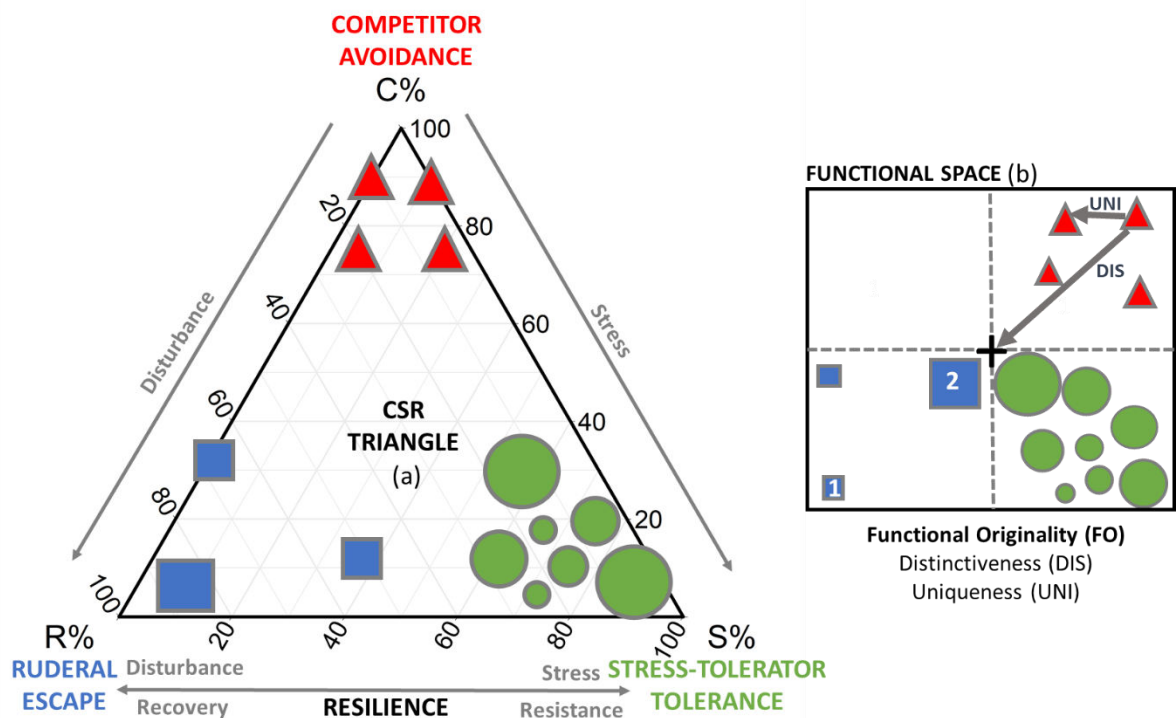 COMPETITOR
AVOIDANCE
C%
100
20
80
40
60
Disturbance
Stress
60
40
CSR
TRIANGLE
(a)
80
20
100
R%
20
40
60
80
100
S%
RUDERAL
ESCAPE
Disturbance
Stress
STRESS-TOLERATOR
TOLERANCE
Recovery
RESILIENCE
Resistance
FUNCTIONAL SPACE (b)
UNI
DIS
2
1
Functional Originality (FO)
Distinctiveness (DIS)
Uniqueness (UNI)